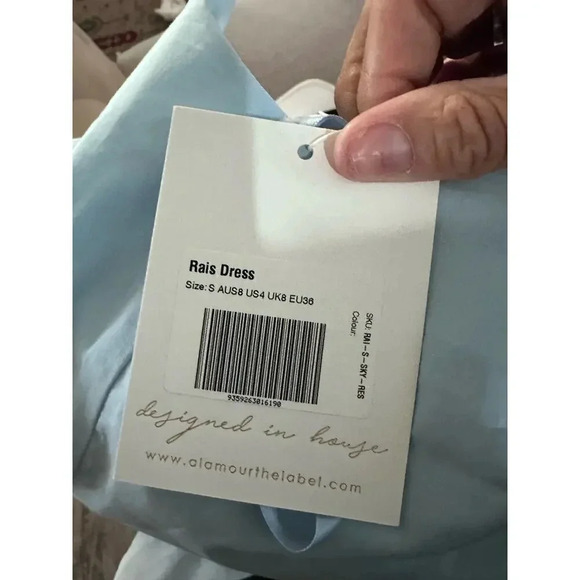 Rais Dress
Size: S AUS8 US4 UK8 EU36
SKU: RAI-S-SKY-RES
Colour:
9359263016190
designed in house
www.alamourthelabel.com